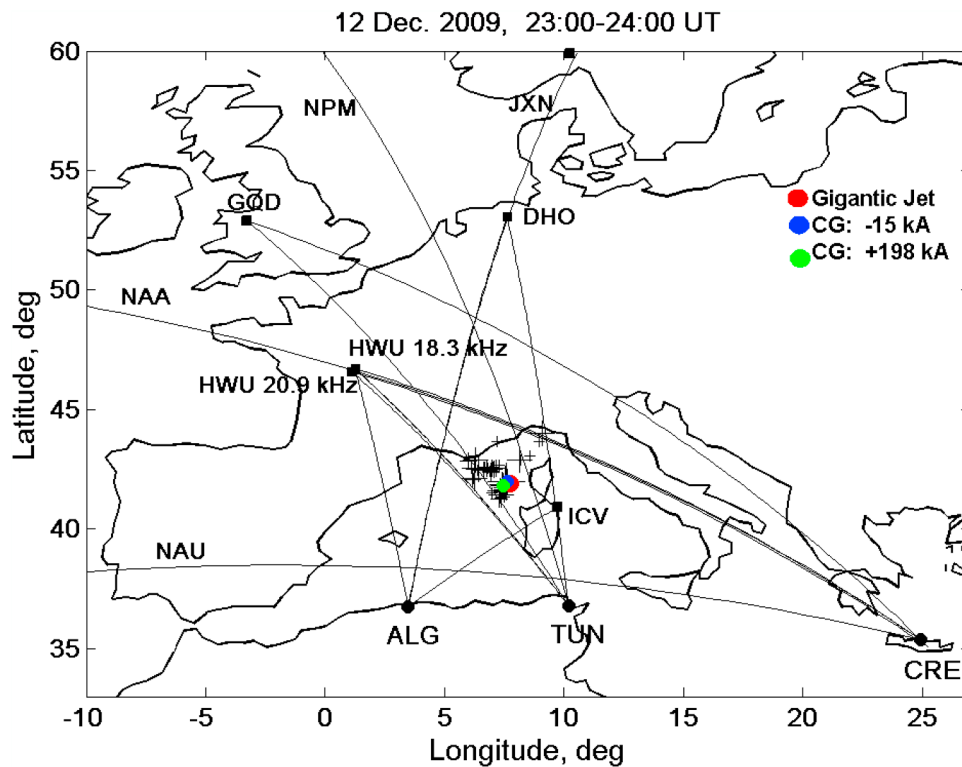 12 Dec. 2009, 23:00-24:00 UT
60
55
50
45
40
35
Latitude, deg
NPM
JXN
GQD
DHO
Gigantic Jet
CG: -15 kA
CG: +198 kA
NAA
HWU 18.3 kHz
HWU 20.9 kHz
ICV
NAU
ALG
TUN
CRE
-10
-5
0
5
10
15
20
25
Longitude, deg